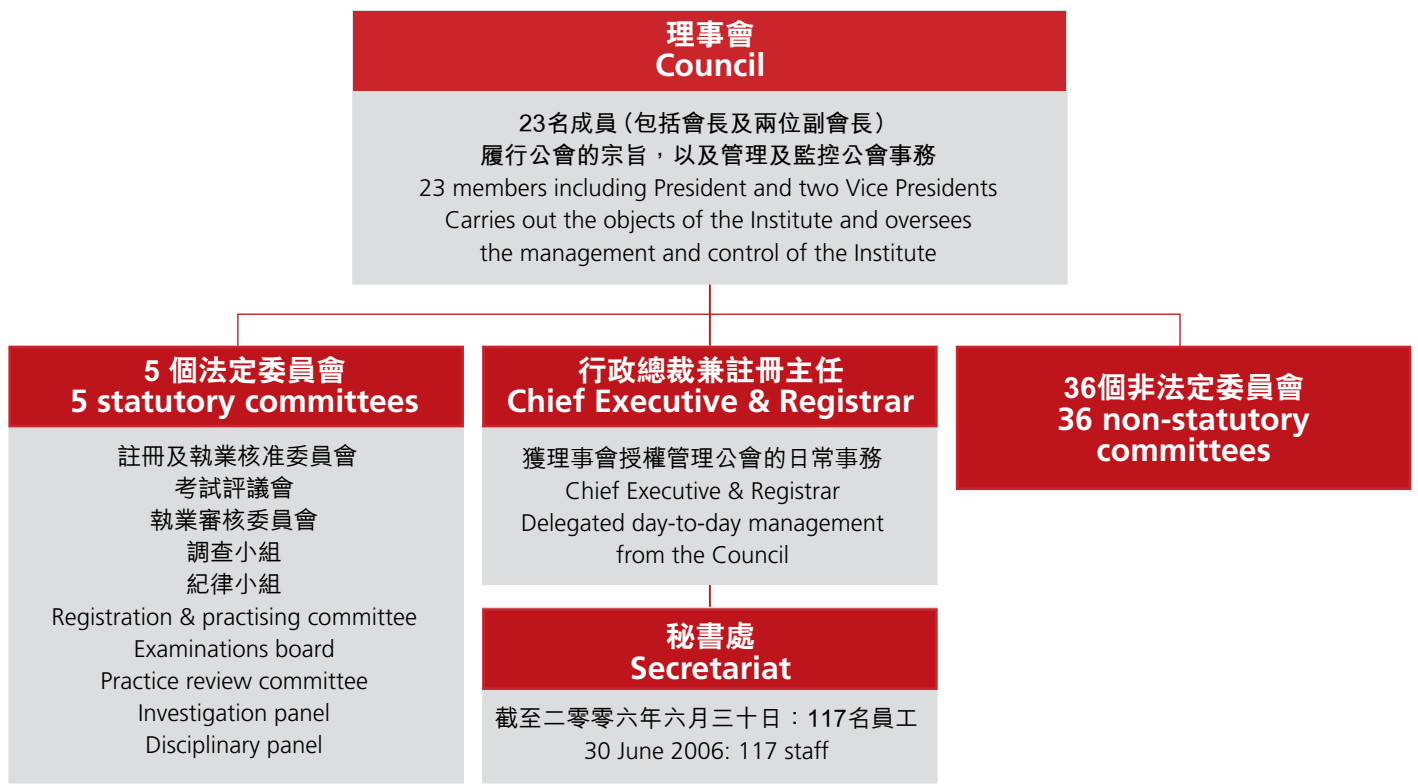 理事會
Council
23名成員（包括會長及兩位副會長）
履行公會的宗旨，以及管理及監控公會事務
23 members including President and two Vice Presidents
Carries out the objects of the Institute and oversees
the management and control of the Institute
5 個法定委員會
5 statutory committees
註冊及執業核准委員會
考試評議會
執業審核委員會
調查小組
紀律小組
Registration & practising committee
Examinations board
Practice review committee
Investigation panel
Disciplinary panel
行政總裁兼註冊主任
Chief Executive & Registrar
獲理事會授權管理公會的日常事務
Chief Executive & Registrar
Delegated day-to-day management
from the Council
秘書處
Secretariat
截至二零零六年六月三十日：117名員工
30 June 2006: 117 staff
36個非法定委員會
36 non-statutory
committees